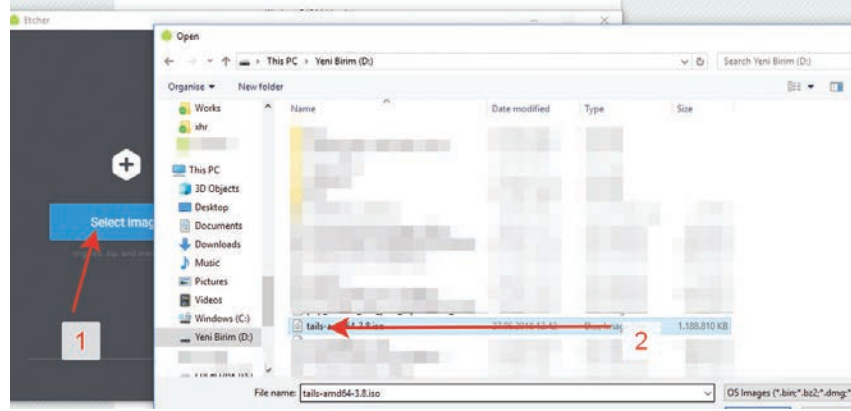 Etcher
Open
This PC › Yeni Birim (D:)
Search Yeni Birim (D:)
Organise
New folder
Works
xhr
Name
Date modified
Type
Size
This PC
3D Objects
Desktop
Documents
Downloads
Music
Pictures
Videos
Windows (C:)
Yeni Birim (D:)
Select imag
1
1.188.810 KB
2
File name:
tails-amd64-3.8.iso
OS Images (*.bin;*.bz2;*.dmg;*